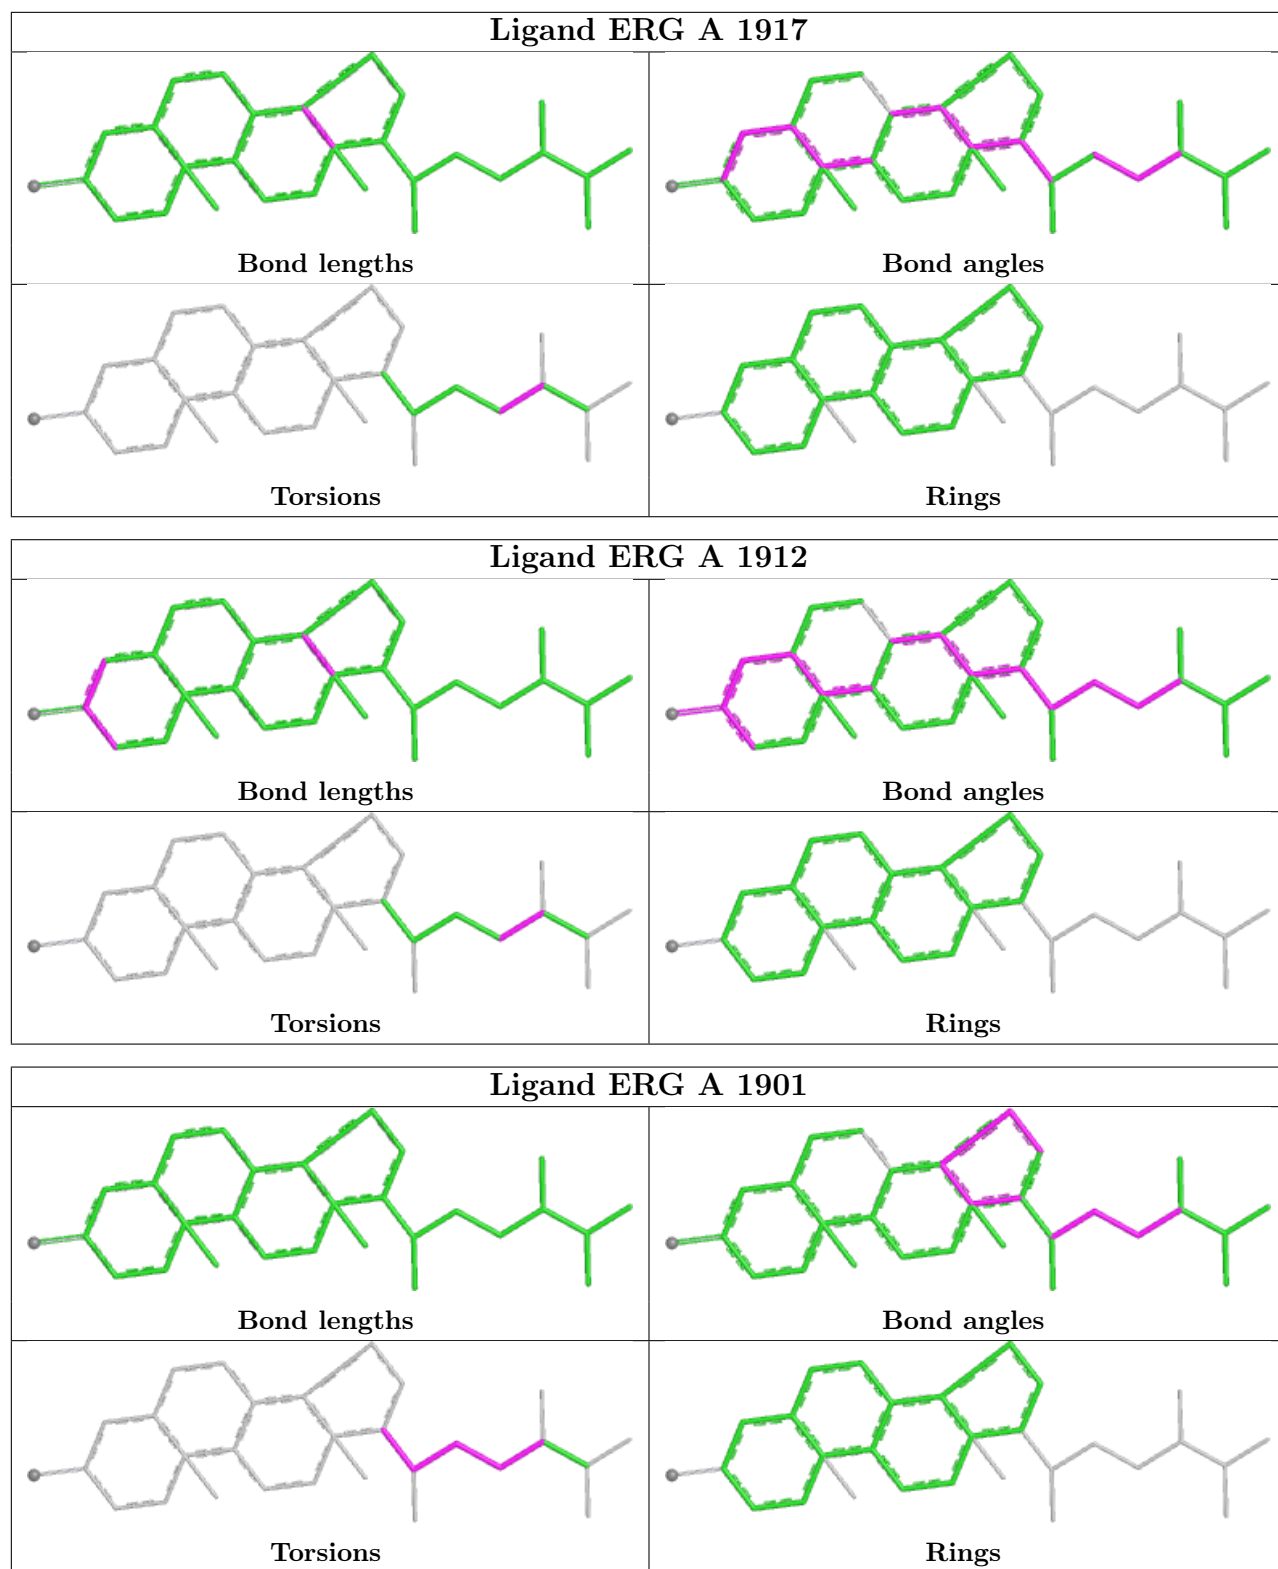 Ligand ERG A 1917
Bond lengths
Bond angles
Torsions
Rings
Ligand ERG A 1912
Bond lengths
Bond angles
Torsions
Rings
Ligand ERG A 1901
Bond lengths
Bond angles
Torsions
Rings